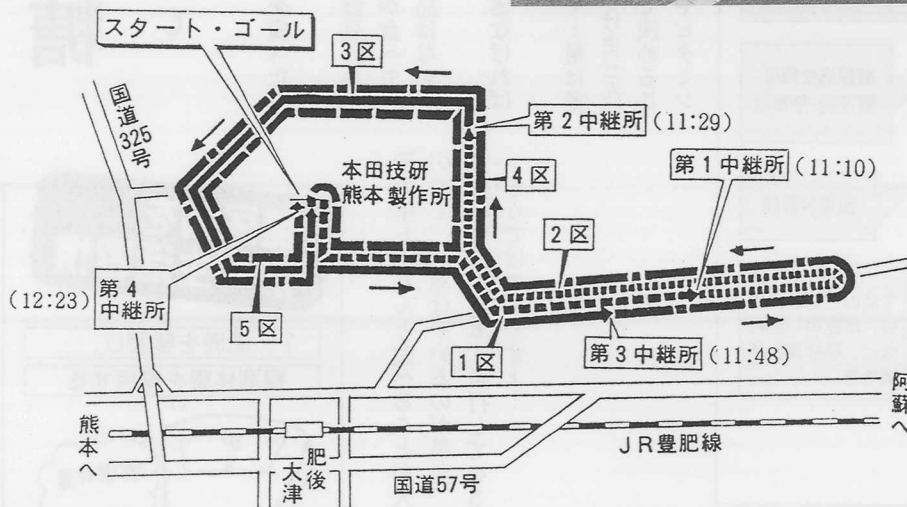 スタート・ゴール
3区
国道
325号
第2中継所(11:29)
本田技研
熊本製作所
4区
第1中継所(11:10)
2区
(12:23)
第4
中継所
5区
1区
第3中継所(11:48)
熊本へ
阿蘇へ
JR豊肥線
肥後
大津
国道57号